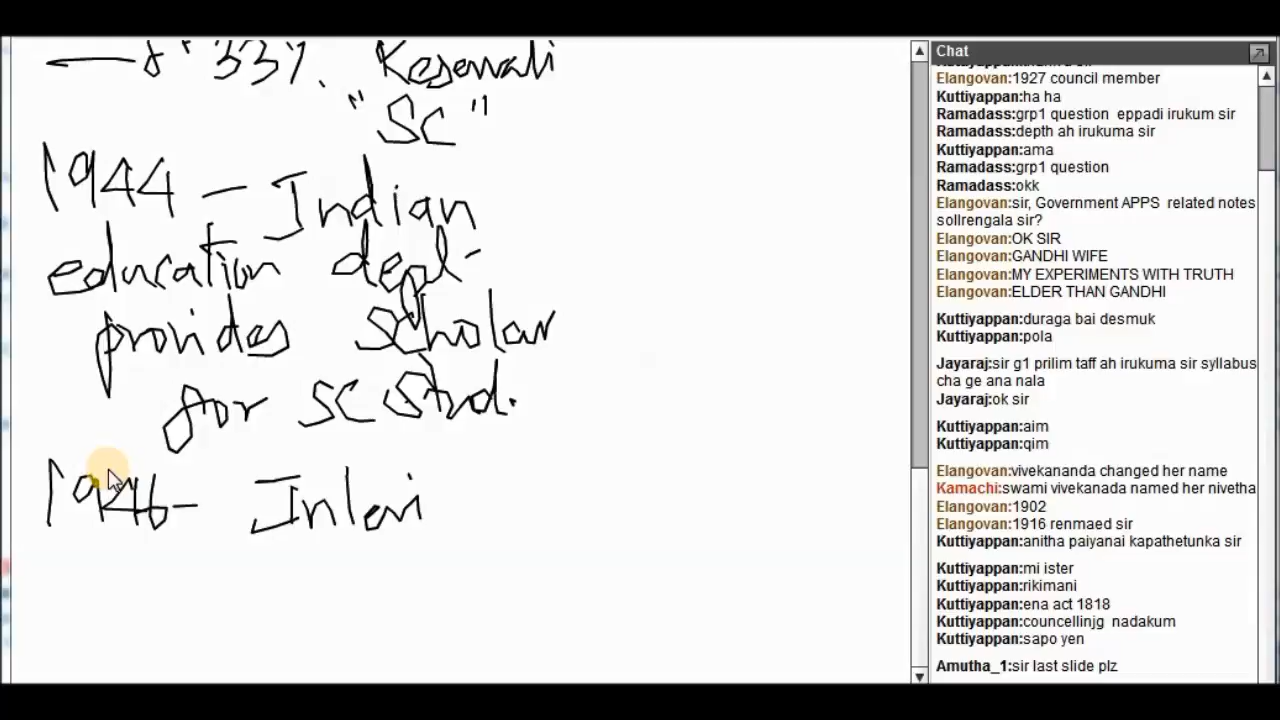 8. 33%. Reservati
"SC"
1944 - Indian
education dept.
provides Scholar
for SC Stud.
1946-
Chat
Elangovan:1927 council member
Kuttiyappan:ha ha
Ramadass:grp1 question eppadi irukum sir
Ramadass:depth ah irukuma sir
Kuttiyappan:ama
Ramadass:grp1 question
Ramadass:okk
Elangovan:sir, Government APPS related notes
sollrengala sir?
Elangovan:OK SIR
Elangovan:GANDHI WIFE
Elangovan:MY EXPERIMENTS WITH TRUTH
Elangovan:ELDER THAN GANDHI
Kuttiyappan:duraga bai desmuk
Kuttiyappan:pola
Jayaraj:sir g1 prilim taff ah irukuma sir syllabus
cha ge ana nala
Jayaraj:ok sir
Kuttiyappan:aim
Kuttiyappan:qim
Elangovan:vivekananda changed her name
Kamachi:swami vivekanada named her nivetha
Elangovan:1902
Elangovan:1916 renmaed sir
Kuttiyappan:anitha paiyanai kapathetunka sir
Kuttiyappan:mi ister
Kuttiyappan:rikimani
Kuttiyappan:ena act 1818
Kuttiyappan:councellinjg nadakum
Kuttiyappan:sapo yen
Amutha_1:sir last slide plz